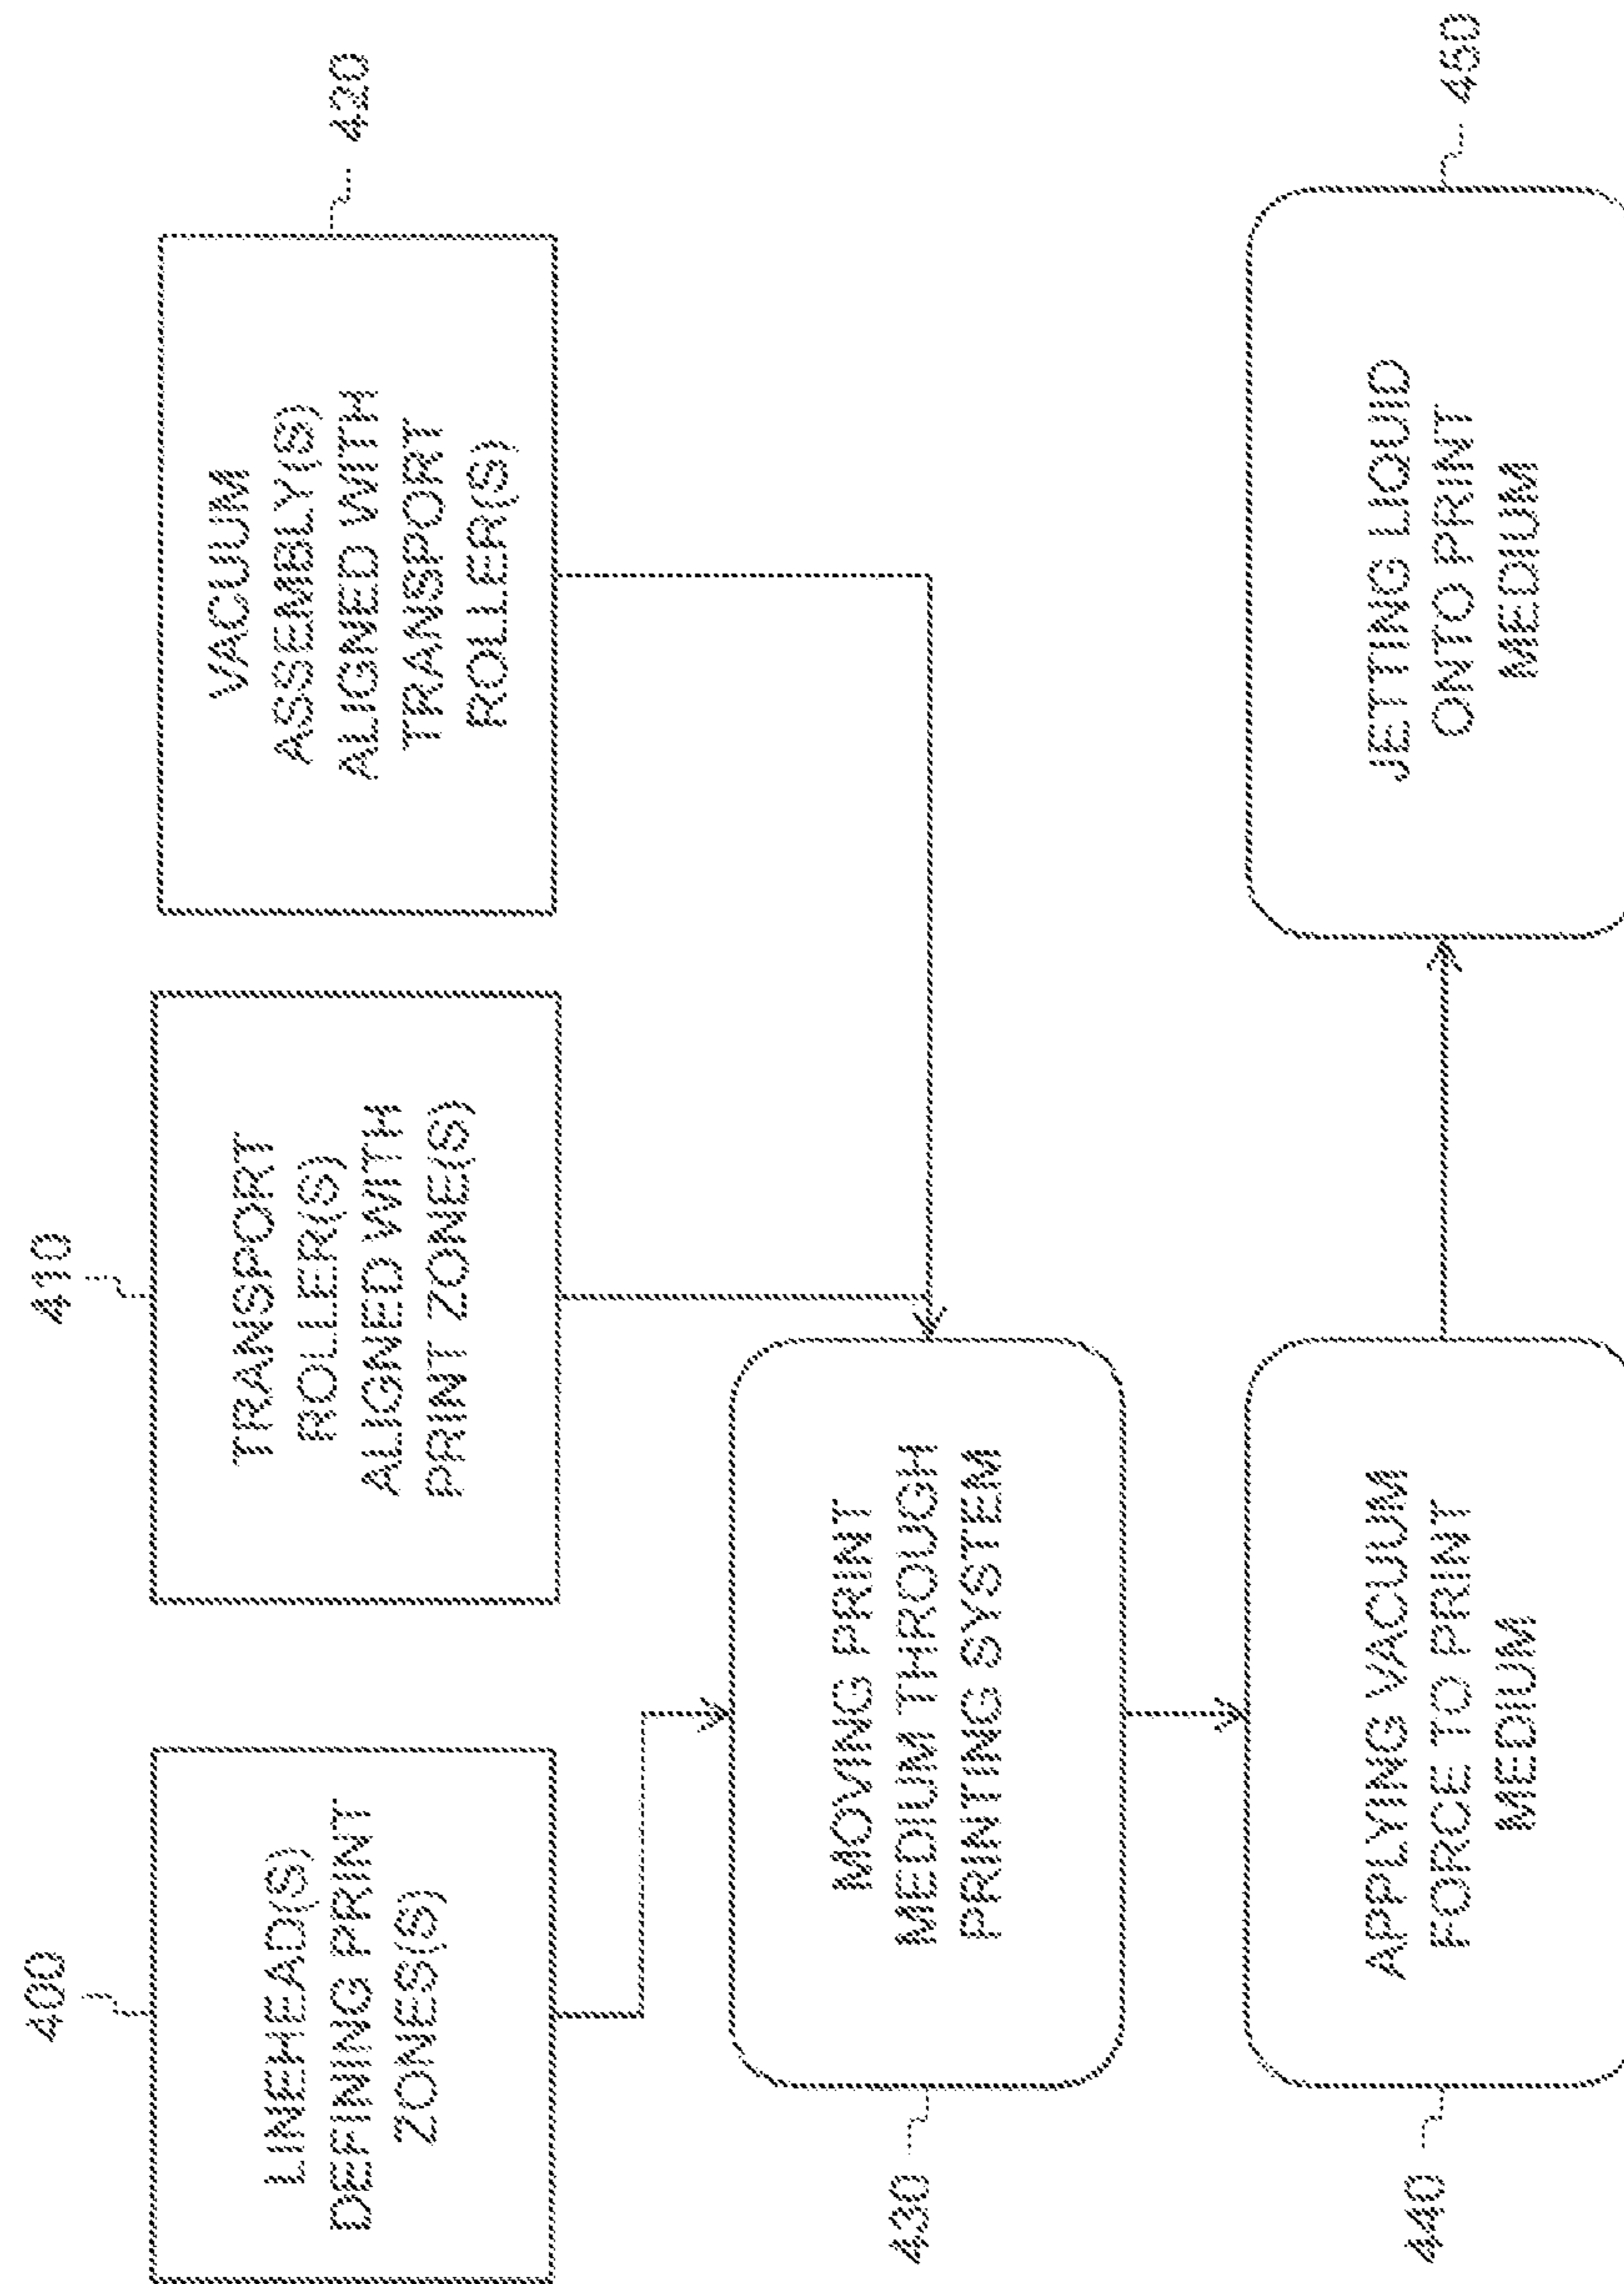 400
LINEHEAD(S)
DEFINING PRINT
ZONES(S)
410
TRANSPORT
ROLLER(S)
ALIGNED WITH
PRINT ZONE(S)
420
VACUUM
ASSEMBLY(S)
ALIGNED WITH
TRANSPORT
ROLLER(S)
430
MOVING PRINT
MEDIUM THROUGH
PRINTING SYSTEM
440
APPLYING VACUUM
FORCE TO PRINT
MEDIUM
450
JETTING LIQUID
ONTO PRINT
MEDIUM